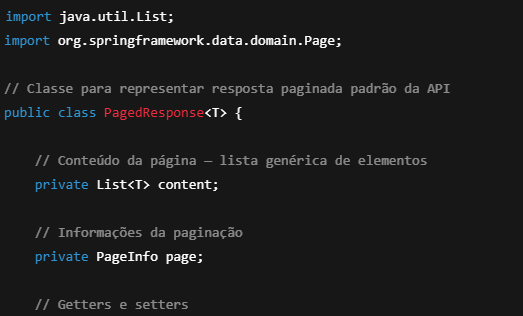 import java.util.List;
import org.springframework.data.domain.Page;
// Classe para representar resposta paginada padrão da API
public class PagedResponse<T> {
// Conteúdo da página — lista genérica de elementos
private List<T> content;
// Informações da paginação
private PageInfo page;
// Getters e setters